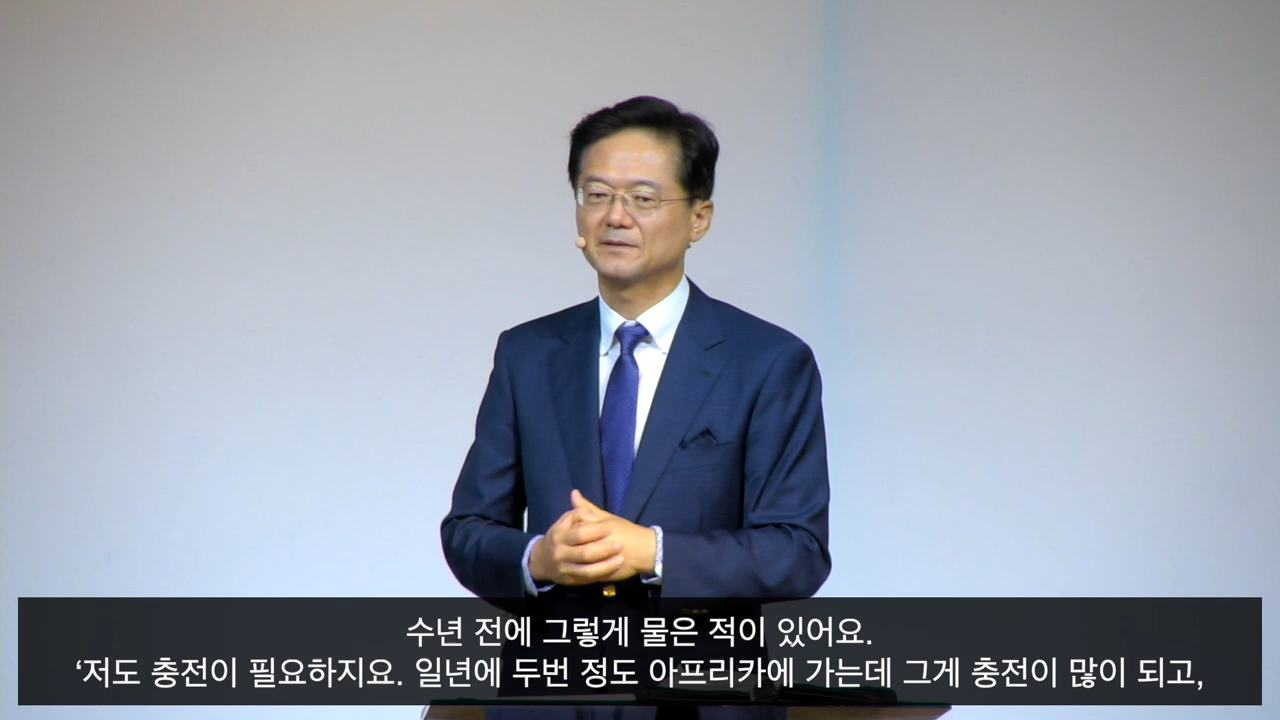 수년 전에 그렇게 물은 적이 있어요.
‘저도 충전이 필요하지요. 일년에 두번 정도 아프리카에 가는데 그게 충전이 많이 되고,